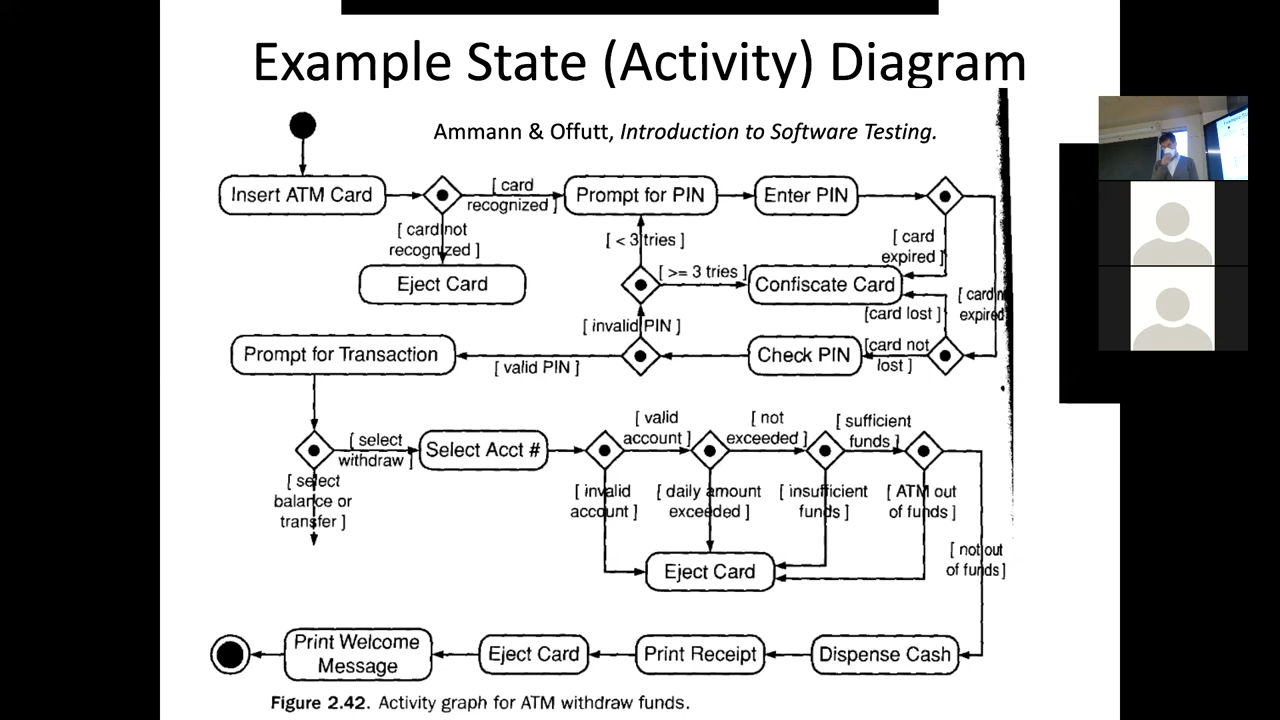 Example State (Activity) Diagram
Ammann & Offutt, Introduction to Software Testing.
Insert ATM Card
[ card
recognized ]
Prompt for PIN
Enter PIN
[ card not
recognized ]
[ < 3 tries ]
[ card
expired ]
Eject Card
[ >= 3 tries ]
Confiscate Card
[card lost ]
expired
[ invalid PIN ]
Prompt for Transaction
[ valid PIN ]
Check PIN
[card not
lost ]
[ select
withdraw ]
Select Acct #
[ valid
account ]
[ not
exceeded ]
[ sufficient
funds ]
[ select
balance or
transfer ]
[ invalid
account ]
[ daily amount
exceeded ]
[ insufficient
funds ]
[ ATM out
of funds ]
[ not out
of funds ]
Eject Card
Print Welcome
Message
Eject Card
Print Receipt
Dispense Cash
Figure 2.42. Activity graph for ATM withdraw funds.